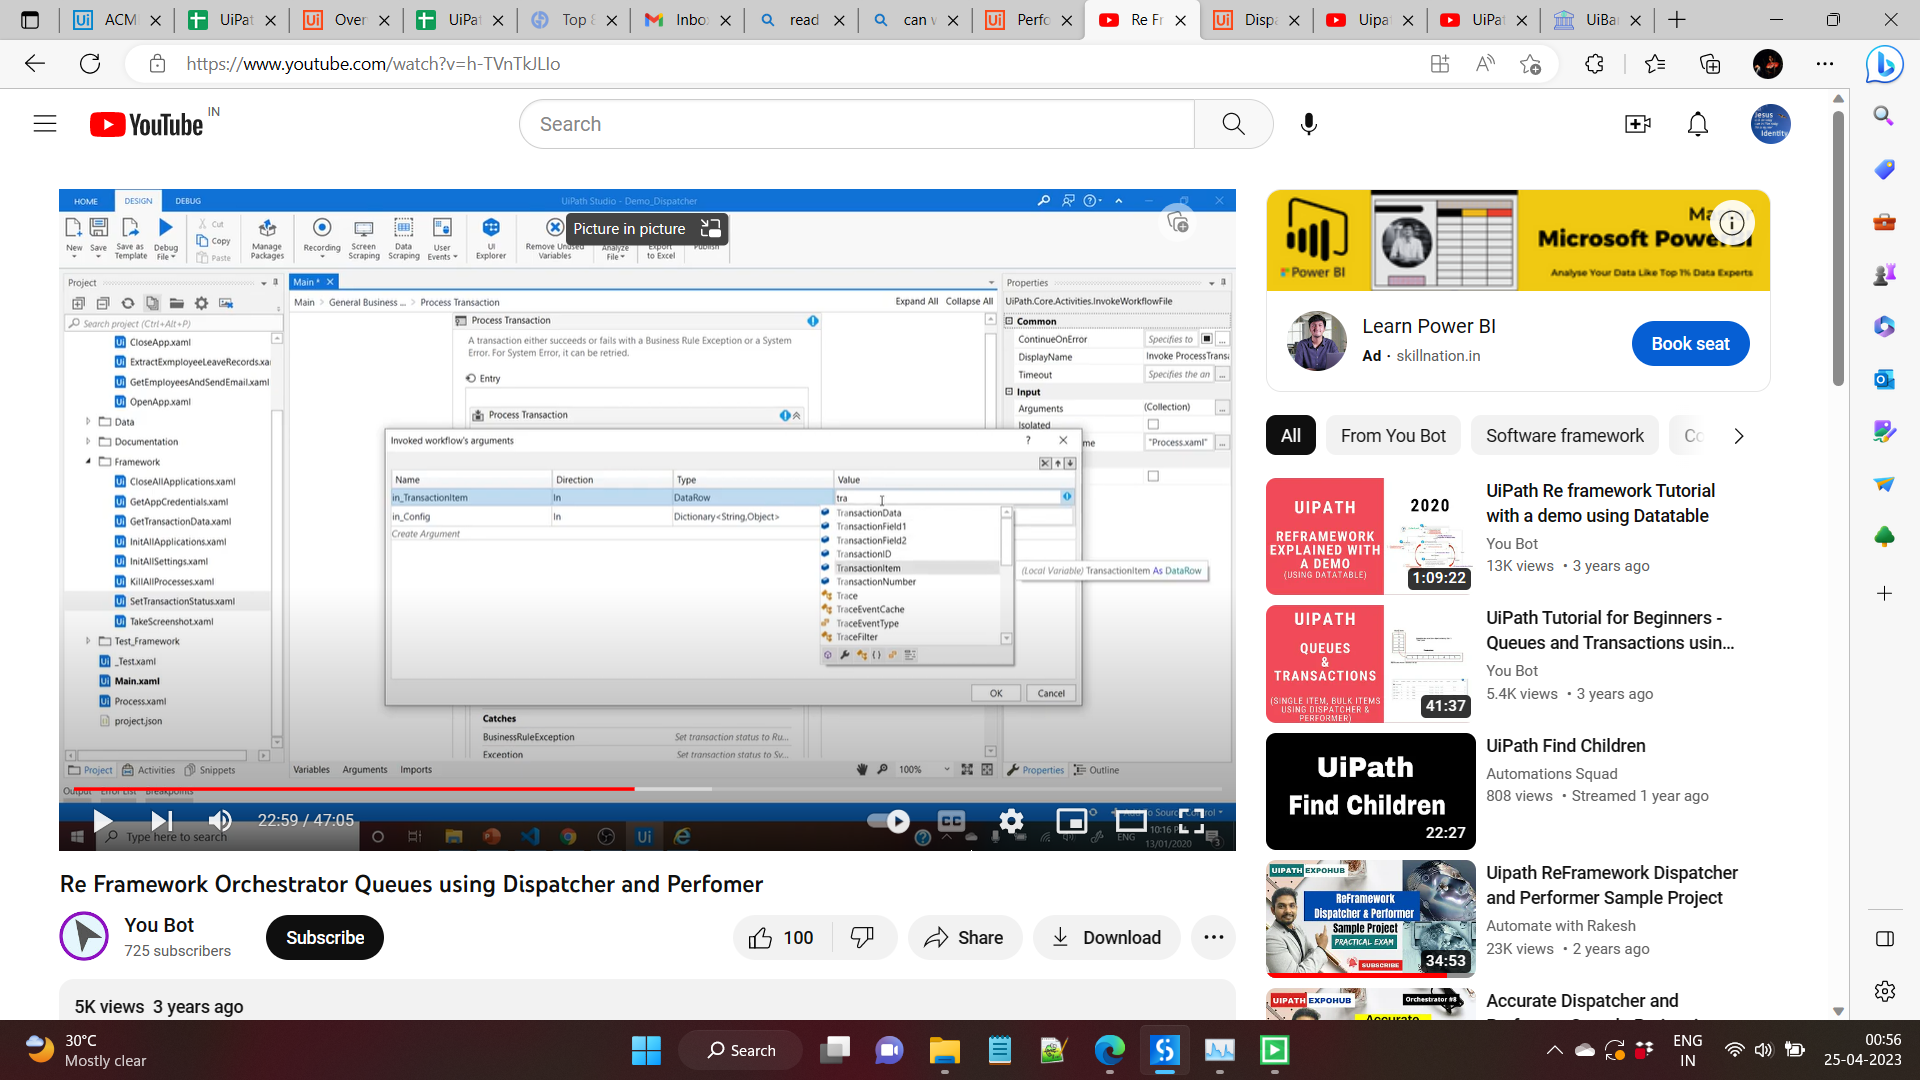 ACM
UiPat
Over
UiPa
Top 8
Inbo
read
can v
Perfo
Re Fr
Dispa
Uipa
UiPa
UiBa
https://www.youtube.com/watch?v=h-TVnTkJLIo
YouTube IN
Search
HOME DESIGN DEBUG
UiPath Studio - Demo_Dispatcher
Picture in picture
New
Save
Save as Template
Debug File
Cut
Copy
Paste
Manage Packages
Recording
Screen Scraping
Data Scraping
User Events
UI Explorer
Remove Unused Variables
Analyze File
Export to Excel
Publish
Project
Search project (Ctrl+Alt+P)
CloseApp.xaml
ExtractExmployeeLeaveRecords.xa
GetEmployeesAndSendEmail.xaml
OpenApp.xaml
Data
Documentation
Framework
CloseAllApplications.xaml
GetAppCredentials.xaml
GetTransactionData.xaml
InitAllApplications.xaml
InitAllSettings.xaml
KillAllProcesses.xaml
SetTransactionStatus.xaml
TakeScreenshot.xaml
Test_Framework
_Test.xaml
Main.xaml
Process.xaml
project.json
Project Activities Snippets
Output Error List Breakpoints
Main *
Main > General Business ... > Process Transaction
Expand All Collapse All
Process Transaction
A transaction either succeeds or fails with a Business Rule Exception or a System
Error. For System Error, it can be retried.
Entry
Process Transaction
Invoked workflow's arguments
Name Direction Type Value
in_TransactionItem In DataRow tra
in_Config In Dictionary<String,Object>
Create Argument
TransactionData
TransactionField1
TransactionField2
TransactionID
TransactionItem
TransactionNumber
Trace
TraceEventCache
TraceEventType
TraceFilter
(Local Variable) TransactionItem As DataRow
OK Cancel
Catches
BusinessRuleException Set transaction status to Ru...
Exception Set transaction status to Sy...
Variables Arguments Imports
100%
Properties
UiPath.Core.Activities.InvokeWorkflowFile
Common
ContinueOnError Specifies to
DisplayName Invoke ProcessTransa
Timeout Specifies the an
Input
Arguments (Collection)
Isolated
me "Process.xaml"
Properties Outline
22:59 / 47:05
CC
Type here to search
ENG
10:16 P
13/01/2020
Re Framework Orchestrator Queues using Dispatcher and Perfomer
You Bot
725 subscribers
Subscribe
100
Share
Download
5K views 3 years ago
Power BI
Ma
Microsoft Power BI
Analyse Your Data Like Top 1% Data Experts
Learn Power BI
Ad · skillnation.in
Book seat
All
From You Bot
Software framework
Co
UIPATH
REFRAMEWORK
EXPLAINED WITH
A DEMO
(USING DATATABLE)
2020
1:09:22
UiPath Re framework Tutorial
with a demo using Datatable
You Bot
13K views • 3 years ago
UIPATH
QUEUES
&
TRANSACTIONS
(SINGLE ITEM, BULK ITEMS
USING DISPATCHER &
PERFORMER)
41:37
UiPath Tutorial for Beginners -
Queues and Transactions usin...
You Bot
5.4K views • 3 years ago
UiPath
Find Children
22:27
UiPath Find Children
Automations Squad
808 views • Streamed 1 year ago
UIPATH EXPOHUB
ReFramework
Dispatcher & Performer
Sample Project
PRACTICAL EXAM
SUBSCRIBE
34:53
Uipath ReFramework Dispatcher
and Performer Sample Project
Automate with Rakesh
23K views • 2 years ago
UIPATH EXPOHUB
Orchestrator #8
Accurate
Accurate Dispatcher and
30°C
Mostly clear
Search
ENG
IN
00:56
25-04-2023